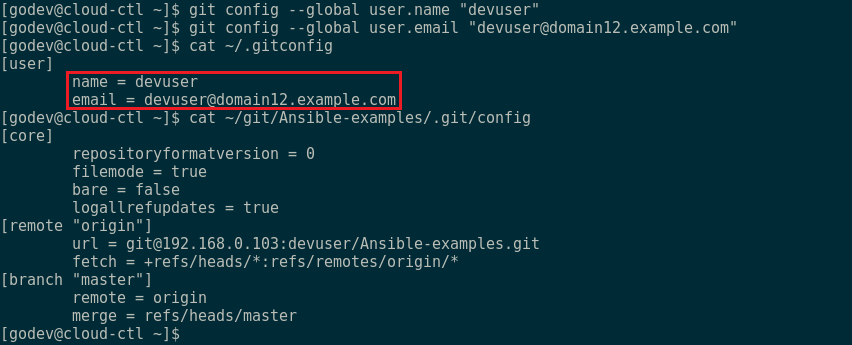 [godev@cloud-ctl ~]$ git config --global user.name "devuser"
[godev@cloud-ctl ~]$ git config --global user.email "devuser@domain12.example.com"
[godev@cloud-ctl ~]$ cat ~/.gitconfig
[user]
        name = devuser
        email = devuser@domain12.example.com
[godev@cloud-ctl ~]$ cat ~/git/Ansible-examples/.git/config
[core]
        repositoryformatversion = 0
        filemode = true
        bare = false
        logallrefupdates = true
[remote "origin"]
        url = git@192.168.0.103:devuser/Ansible-examples.git
        fetch = +refs/heads/*:refs/remotes/origin/*
[branch "master"]
        remote = origin
        merge = refs/heads/master
[godev@cloud-ctl ~]$